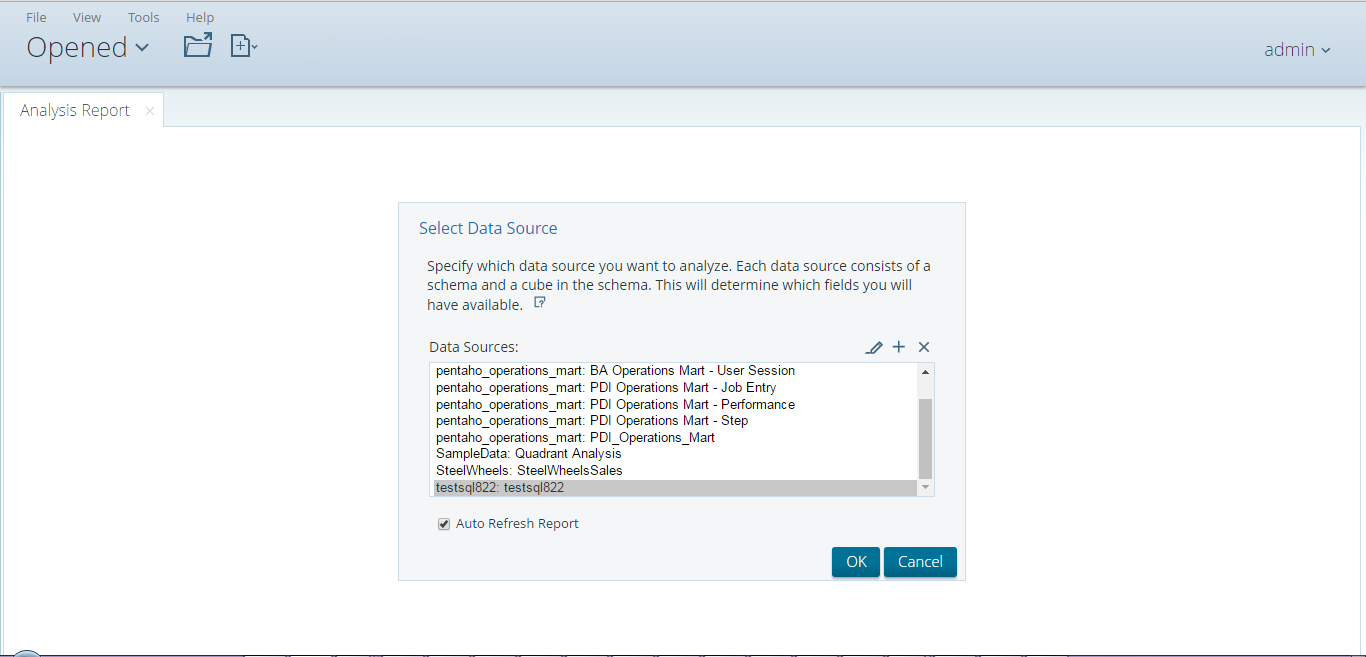 File View Tools Help
Opened
admin
Analysis Report ×
Select Data Source
Specify which data source you want to analyze. Each data source consists of a
schema and a cube in the schema. This will determine which fields you will
have available.
Data Sources:
pentaho_operations_mart: BA Operations Mart - User Session
pentaho_operations_mart: PDI Operations Mart - Job Entry
pentaho_operations_mart: PDI Operations Mart - Performance
pentaho_operations_mart: PDI Operations Mart - Step
pentaho_operations_mart: PDI_Operations_Mart
SampleData: Quadrant Analysis
SteelWheels: SteelWheelsSales
testsql822: testsql822
Auto Refresh Report
OK Cancel